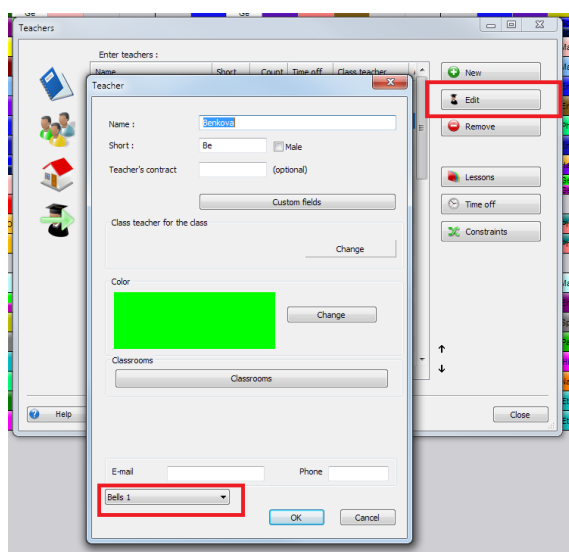 Teachers
Enter teachers :
Name Short Count Time off Class teacher
New
Teacher
Edit
Name : Benkova
Remove
Short : Be Male
Teacher's contract (optional)
Lessons
Custom fields
Time off
Class teacher for the class
Constraints
Change
Color
Change
Classrooms
Classrooms
Help
Close
E-mail Phone
Bells 1
OK Cancel